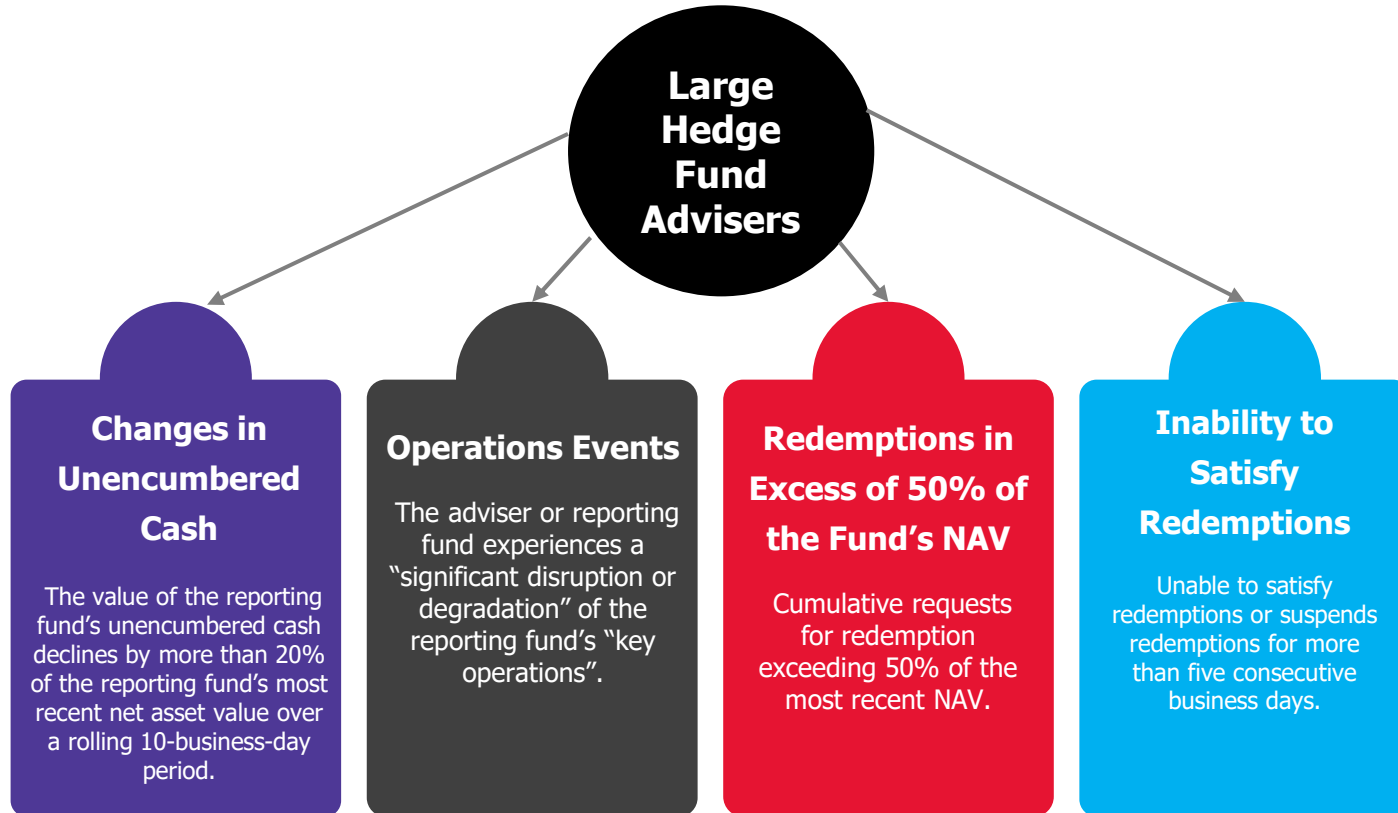 Large
Hedge
Fund
Advisers
Changes in
Unencumbered
Cash
The value of the reporting
fund’s unencumbered cash
declines by more than 20%
of the reporting fund’s most
recent net asset value over
a rolling 10-business-day
period.
Operations Events
The adviser or reporting
fund experiences a
“significant disruption or
degradation” of the
reporting fund’s “key
operations”.
Redemptions in
Excess of 50% of
the Fund’s NAV
Cumulative requests
for redemption
exceeding 50% of the
most recent NAV.
Inability to
Satisfy
Redemptions
Unable to satisfy
redemptions or suspends
redemptions for more
than five consecutive
business days.